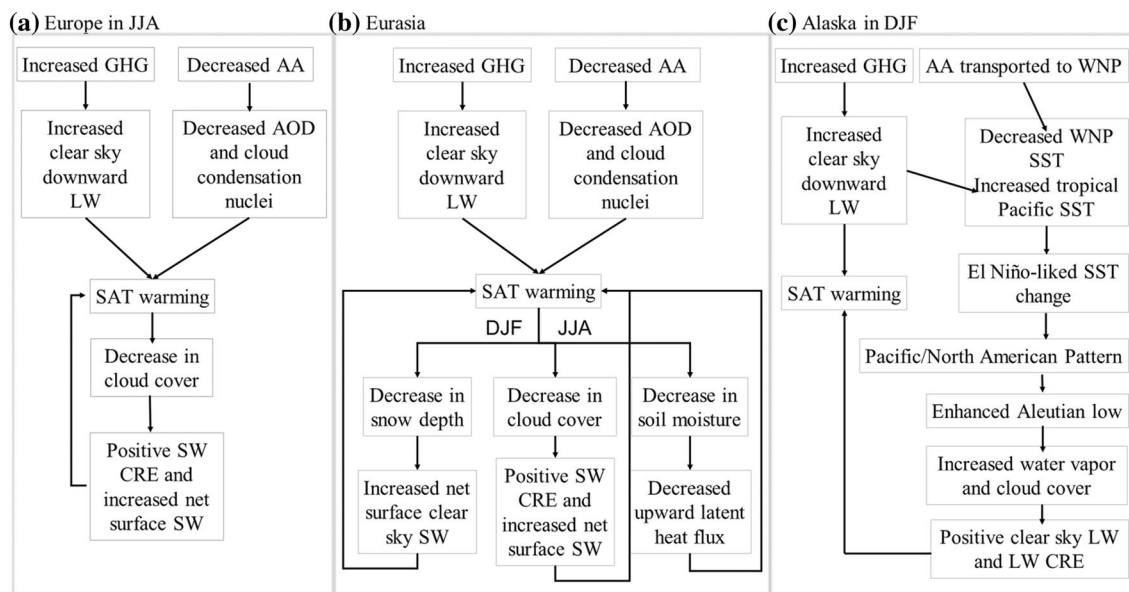 (a) Europe in JJA
Increased GHG
Decreased AA
Increased
clear sky
downward
LW
Decreased AOD
and cloud
condensation
nuclei
SAT warming
Decrease in
cloud cover
Positive SW
CRE and
increased net
surface SW
(b) Eurasia
Increased GHG
Decreased AA
Increased
clear sky
downward
LW
Decreased AOD
and cloud
condensation
nuclei
SAT warming
DJF
JJA
Decrease in
snow depth
Decrease in
cloud cover
Decrease in
soil moisture
Increased net
surface clear
sky SW
Positive SW
CRE and
increased net
surface SW
Decreased
upward latent
heat flux
(c) Alaska in DJF
Increased GHG
AA transported to WNP
Increased
clear sky
downward
LW
Decreased WNP
SST
Increased tropical
Pacific SST
SAT warming
El Niño-liked SST
change
Pacific/North American Pattern
Enhanced Aleutian low
Increased water vapor
and cloud cover
Positive clear sky LW
and LW CRE